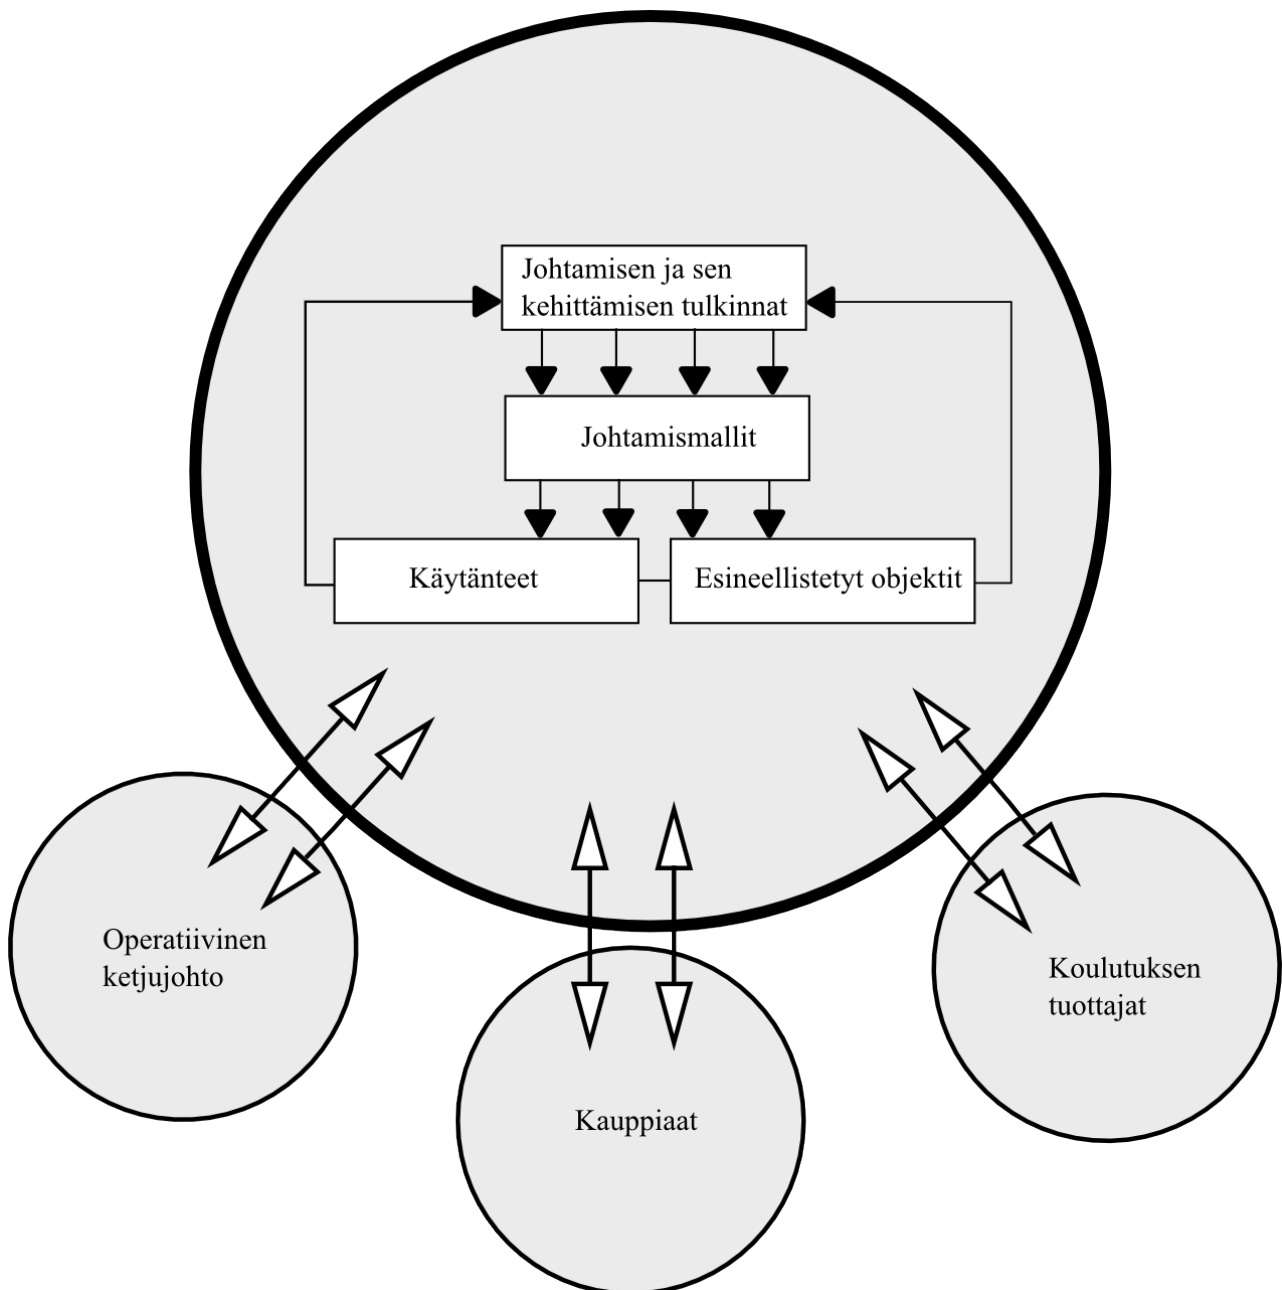 Johtamisen ja sen
kehittämisen tulkinnat
Johtamismallit
Käytänteet
Esineellistetyt objektit
Operatiivinen
ketjujohto
Kauppiaat
Koulutuksen
tuottajat